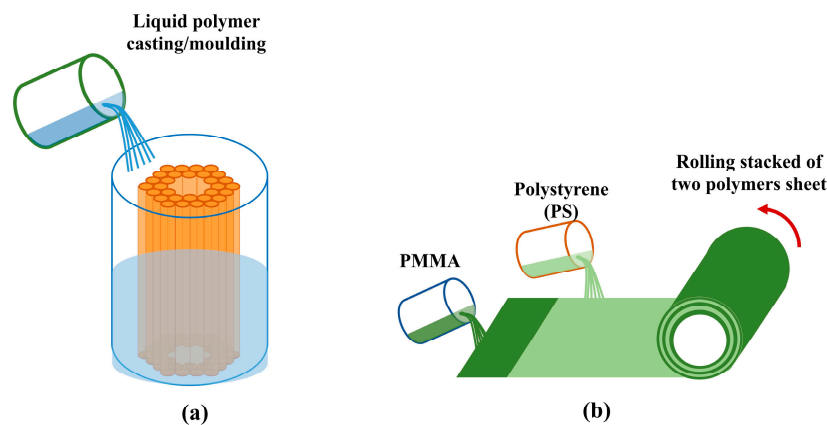 Liquid polymer
casting/moulding
(a)
Polystyrene
(PS)
PMMA
Rolling stacked of
two polymers sheet
(b)